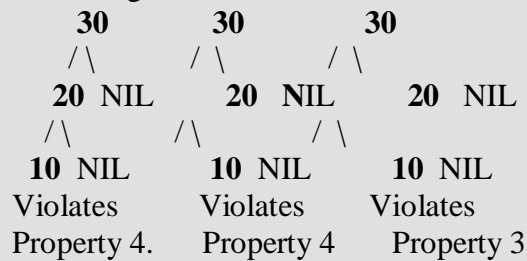 30 30 30
/ \ / \ / \
20 NIL 20 NIL 20 NIL
/ \ / \ / \
10 NIL 10 NIL 10 NIL
Violates Violates Violates
Property 4. Property 4 Property 3